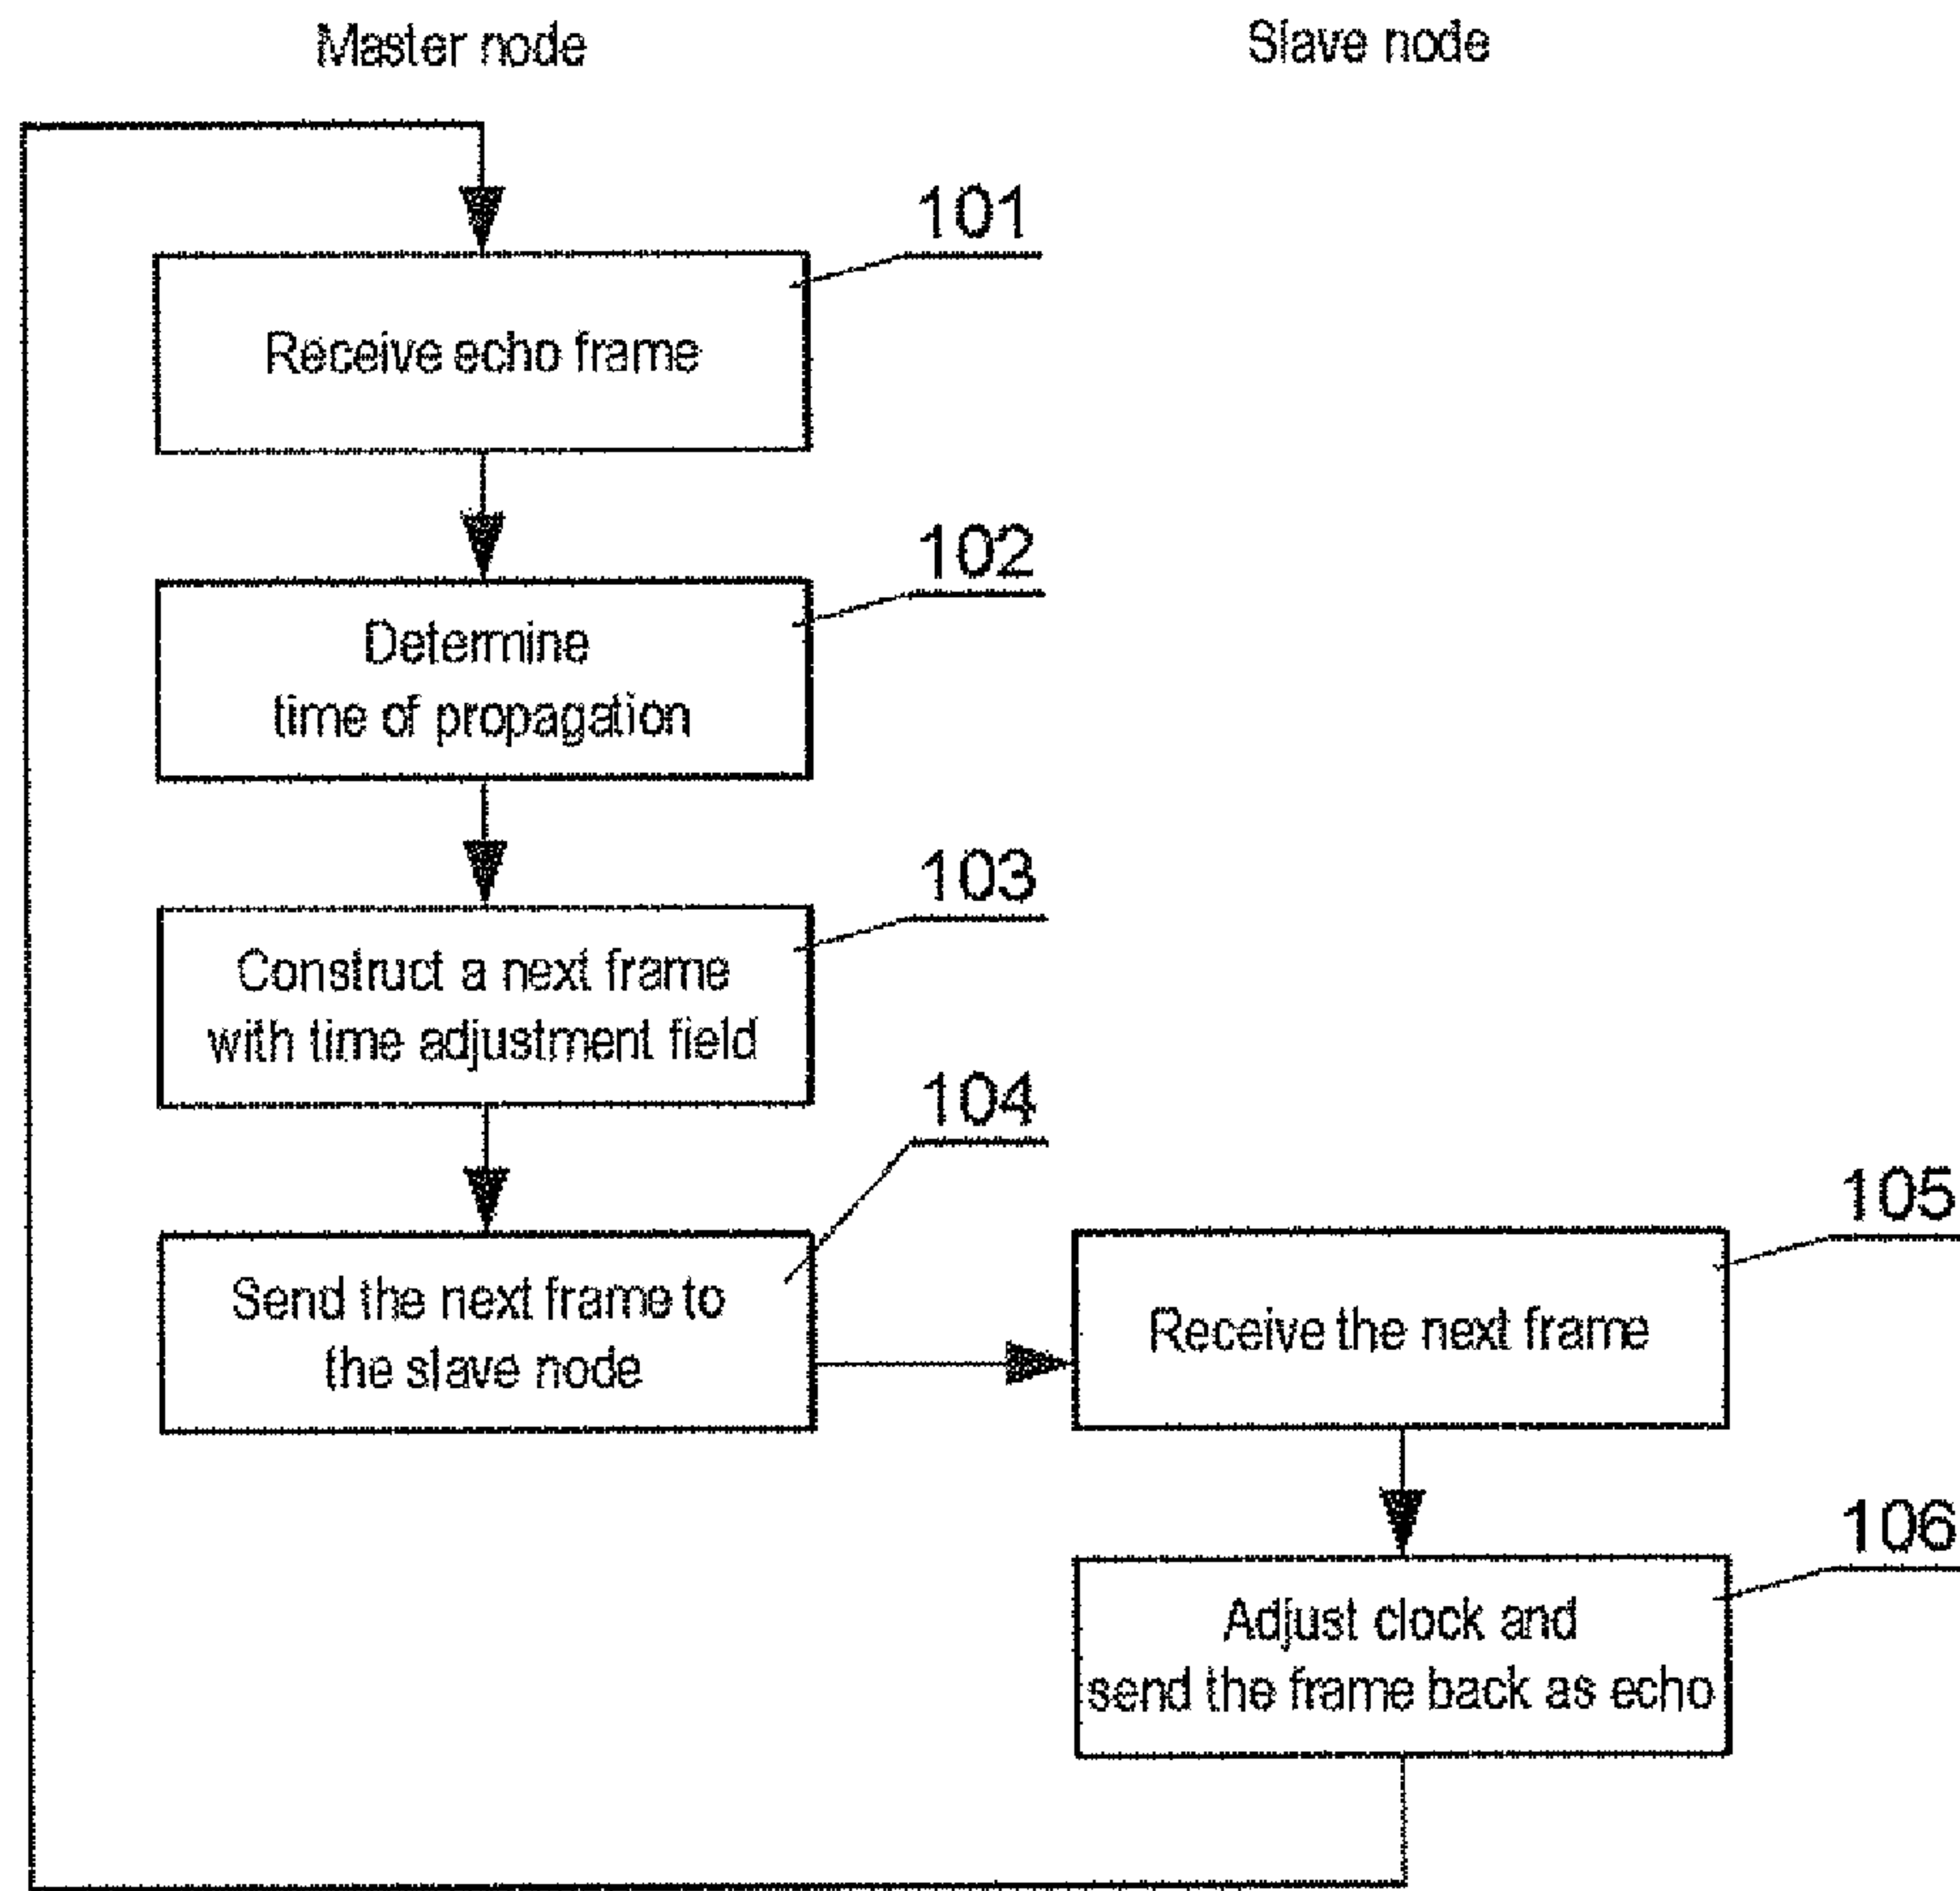 Master node
Slave node
101
Receive echo frame
102
Determine
time of propagation
103
Construct a next frame
with time adjustment field
104
Send the next frame to
the slave node
105
Receive the next frame
106
Adjust clock and
send the frame back as echo